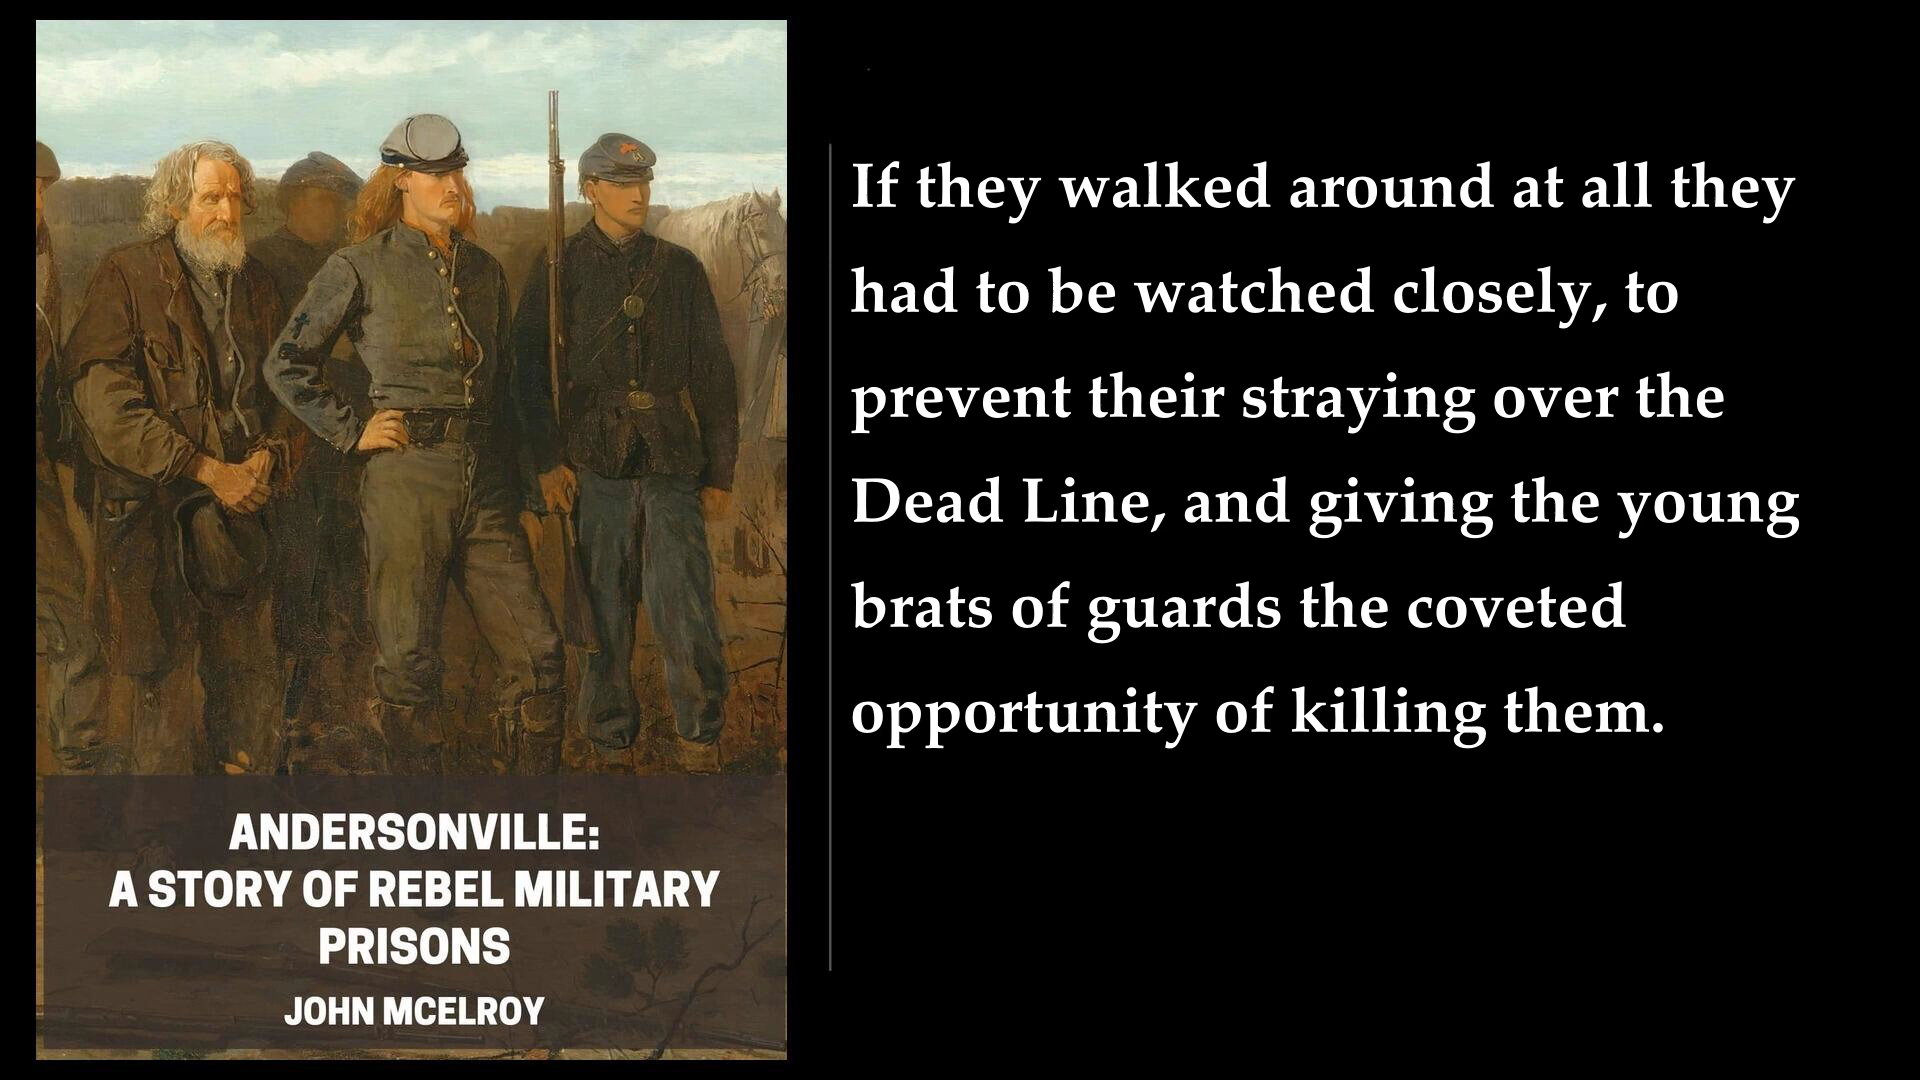 ANDERSONVILLE:
A STORY OF REBEL MILITARY
PRISONS
JOHN MCELROY
If they walked around at all they
had to be watched closely, to
prevent their straying over the
Dead Line, and giving the young
brats of guards the coveted
opportunity of killing them.